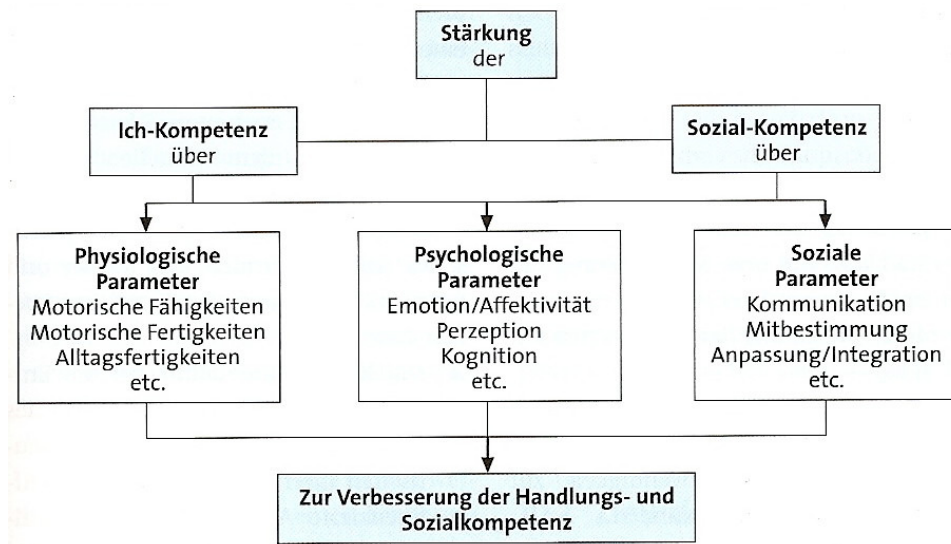 Stärkung
der
Ich-Kompetenz
über
Sozial-Kompetenz
über
Physiologische
Parameter
Motorische Fähigkeiten
Motorische Fertigkeiten
Alltagsfertigkeiten
etc.
Psychologische
Parameter
Emotion/Affektivität
Perzeption
Kognition
etc.
Soziale
Parameter
Kommunikation
Mitbestimmung
Anpassung/Integration
etc.
Zur Verbesserung der Handlungs- und
Sozialkompetenz